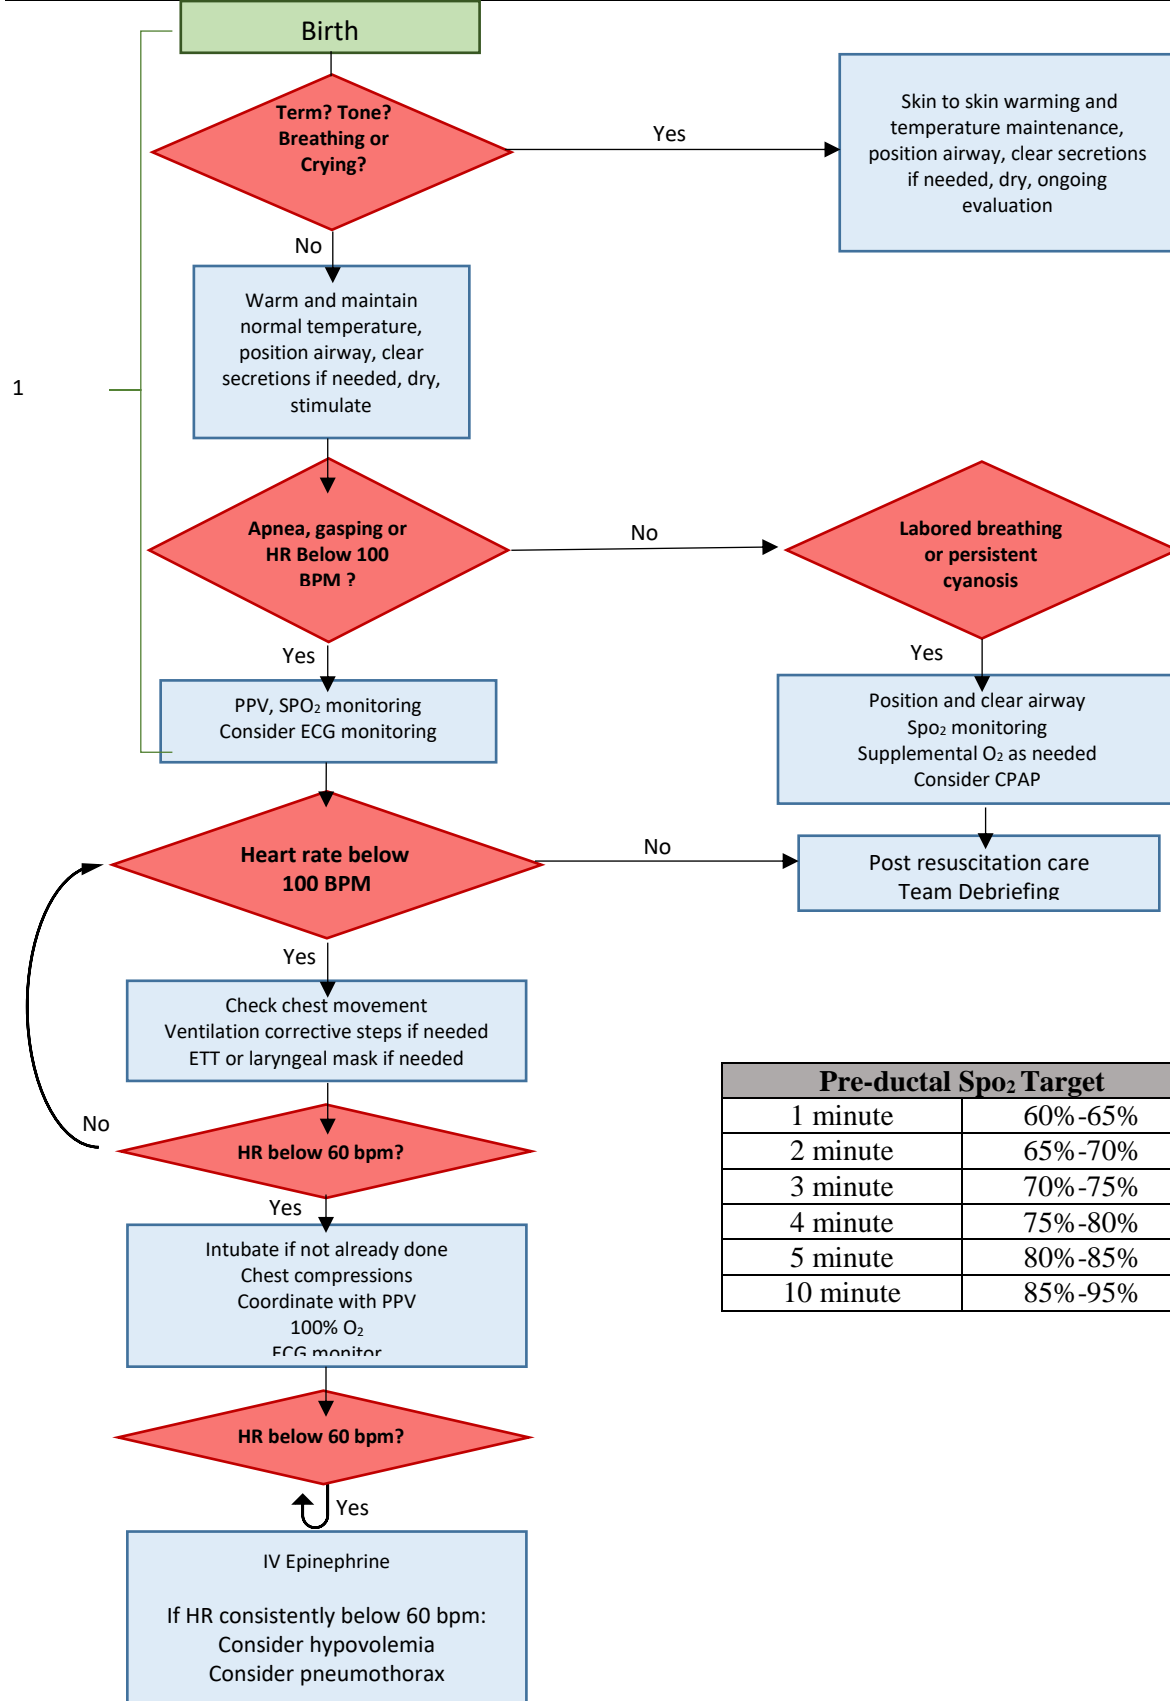 Birth
Term? Tone?
Breathing or
Crying?
Yes
Skin to skin warming and
temperature maintenance,
position airway, clear secretions
if needed, dry, ongoing
evaluation
No
Warm and maintain
normal temperature,
position airway, clear
secretions if needed, dry,
stimulate
1
Apnea, gasping or
HR Below 100
BPM ?
No
Labored breathing
or persistent
cyanosis
Yes
PPV, SPO₂ monitoring
Consider ECG monitoring
Yes
Position and clear airway
Spo₂ monitoring
Supplemental O₂ as needed
Consider CPAP
Heart rate below
100 BPM
No
Post resuscitation care
Team Debriefing
Yes
Check chest movement
Ventilation corrective steps if needed
ETT or laryngeal mask if needed
No
HR below 60 bpm?
Yes
Intubate if not already done
Chest compressions
Coordinate with PPV
100% O₂
ECG monitor
HR below 60 bpm?
Yes
IV Epinephrine
If HR consistently below 60 bpm:
Consider hypovolemia
Consider pneumothorax
Pre-ductal Spo₂ Target
1 minute 60%-65%
2 minute 65%-70%
3 minute 70%-75%
4 minute 75%-80%
5 minute 80%-85%
10 minute 85%-95%